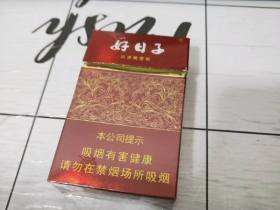 好日子
本公司提示
吸烟有害健康
请勿在禁烟场所吸烟